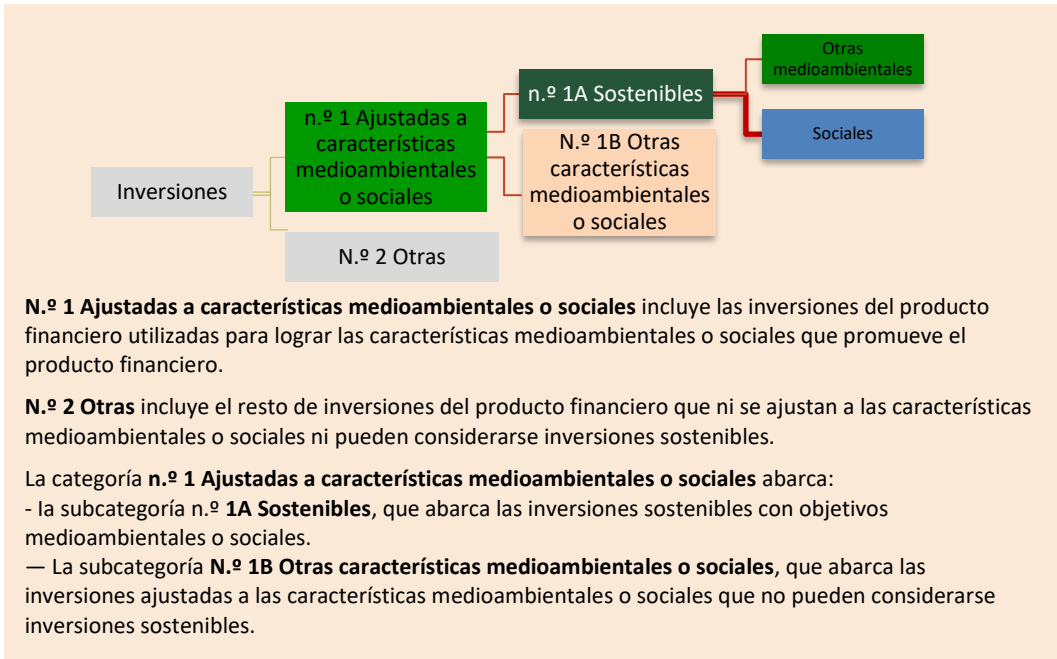 Otras
medioambientales
n.º 1A Sostenibles
Sociales
n.º 1 Ajustadas a
características
medioambientales
o sociales
N.º 1B Otras
características
medioambientales
o sociales
Inversiones
N.º 2 Otras
N.º 1 Ajustadas a características medioambientales o sociales incluye las inversiones del producto
financiero utilizadas para lograr las características medioambientales o sociales que promueve el
producto financiero.
N.º 2 Otras incluye el resto de inversiones del producto financiero que ni se ajustan a las características
medioambientales o sociales ni pueden considerarse inversiones sostenibles.
La categoría n.º 1 Ajustadas a características medioambientales o sociales abarca:
- la subcategoría n.º 1A Sostenibles, que abarca las inversiones sostenibles con objetivos
medioambientales o sociales.
— La subcategoría N.º 1B Otras características medioambientales o sociales, que abarca las
inversiones ajustadas a las características medioambientales o sociales que no pueden considerarse
inversiones sostenibles.